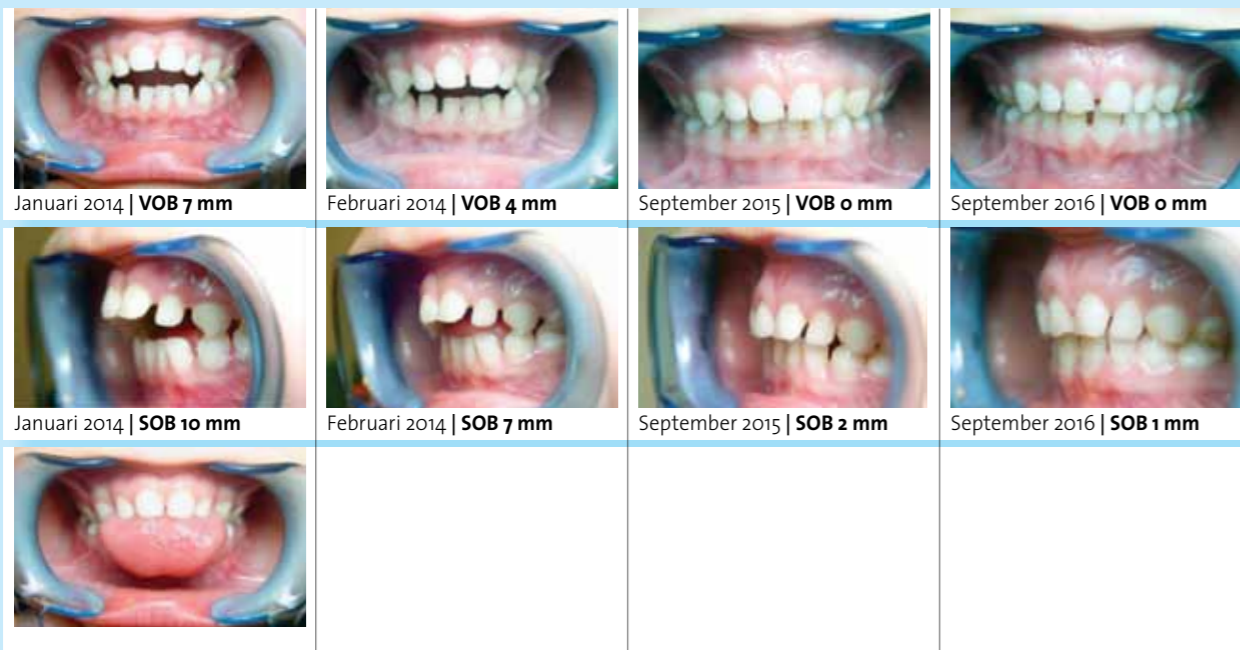 Januari 2014 | VOB 7 mm
Februari 2014 | VOB 4 mm
September 2015 | VOB 0 mm
September 2016 | VOB 0 mm
Januari 2014 | SOB 10 mm
Februari 2014 | SOB 7 mm
September 2015 | SOB 2 mm
September 2016 | SOB 1 mm